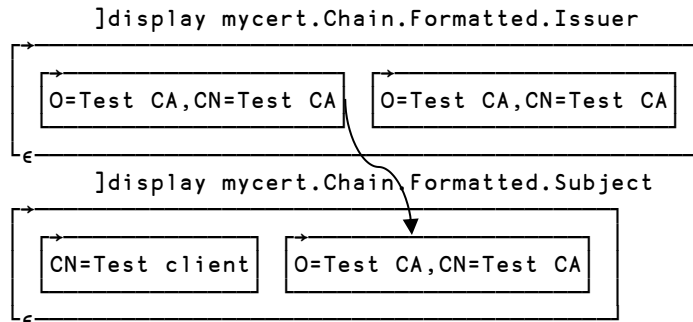 ]display mycert.Chain.Formatted.Issuer
O=Test CA,CN=Test CA O=Test CA,CN=Test CA
]display mycert.Chain.Formatted.Subject
CN=Test client O=Test CA,CN=Test CA